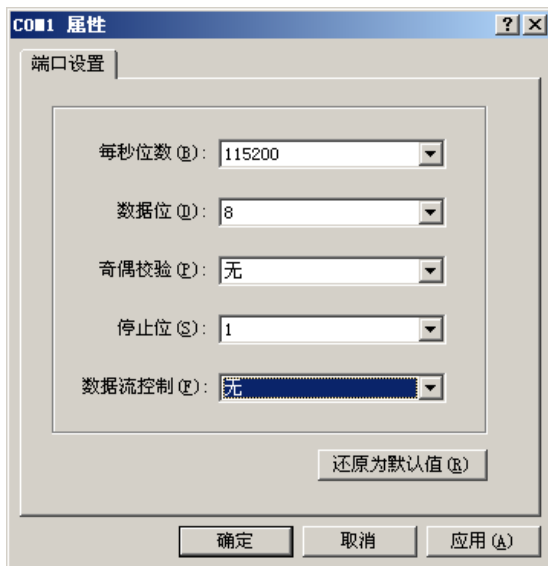 COM1 属性
端口设置
每秒位数(B): 115200
数据位(D): 8
奇偶校验(P): 无
停止位(S): 1
数据流控制(F): 无
还原为默认值(R)
确定 取消 应用(A)